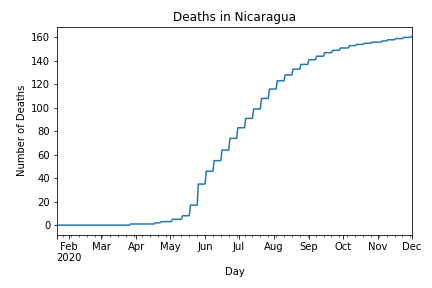 Deaths in Nicaragua
Number of Deaths
160
140
120
100
80
60
40
20
0
Feb Mar Apr May Jun Jul Aug Sep Oct Nov Dec
2020
Day